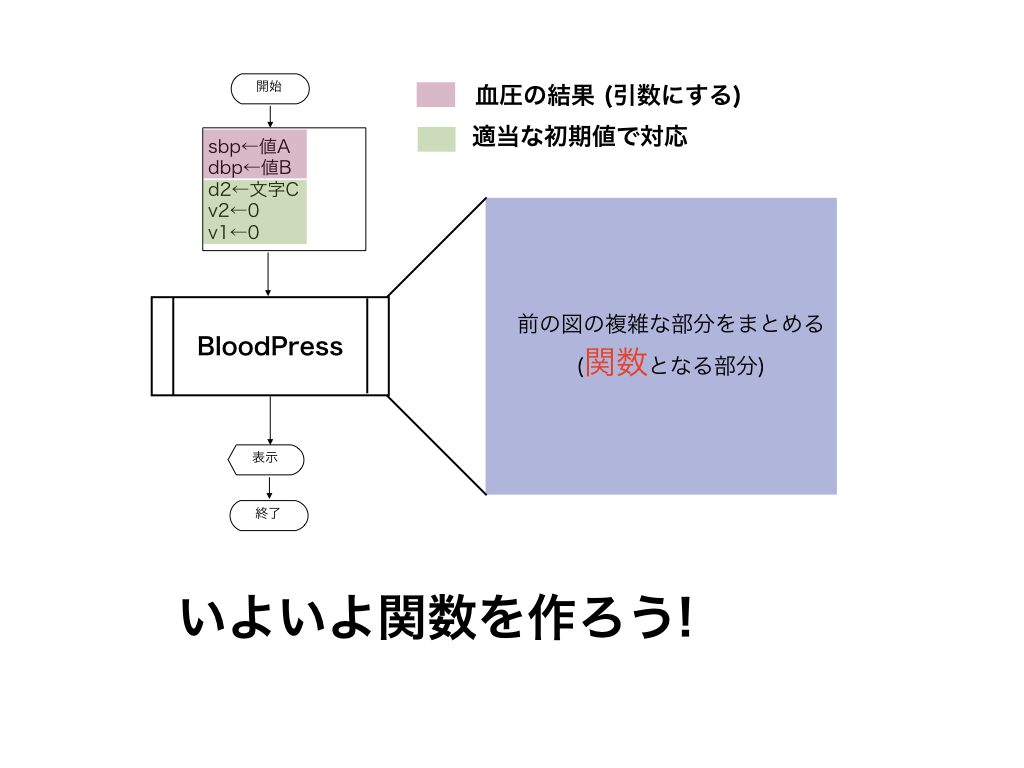 開始
血圧の結果 (引数にする)
適当な初期値で対応
sbp←値A
dbp←値B
d2←文字C
v2←0
v1←0
BloodPress
前の図の複雑な部分をまとめる
(関数となる部分)
表示
終了
いよいよ関数を作ろう!